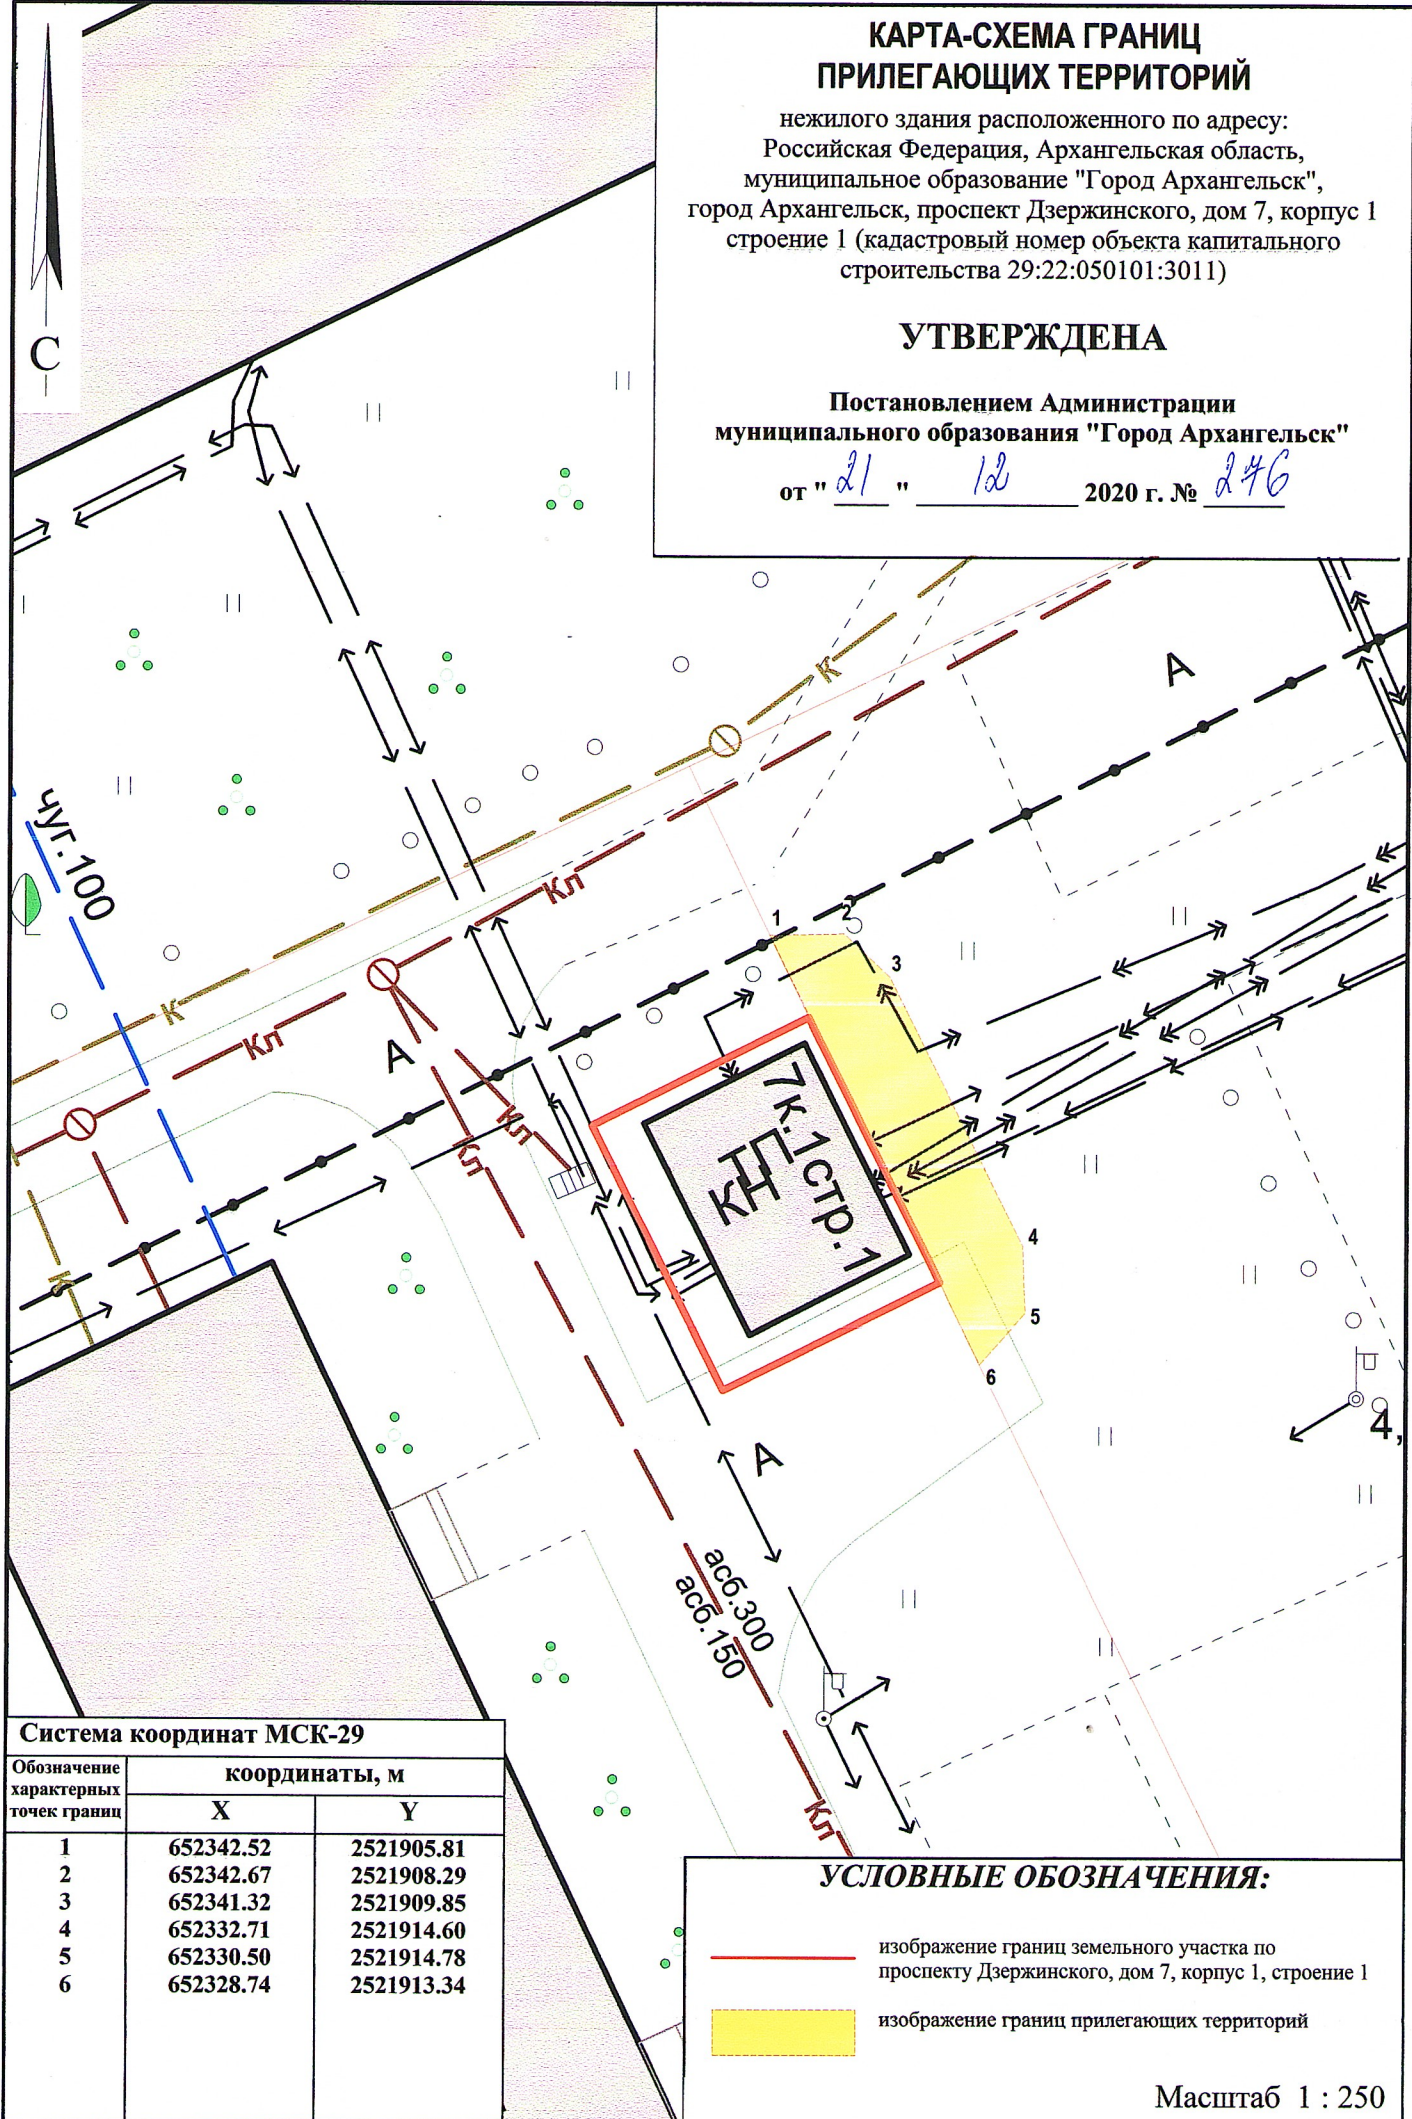 КАРТА-СХЕМА ГРАНИЦ
ПРИЛЕГАЮЩИХ ТЕРРИТОРИЙ
нежилого здания расположенного по адресу:
Российская Федерация, Архангельская область,
муниципальное образование "Город Архангельск",
город Архангельск, проспект Дзержинского, дом 7, корпус 1
строение 1 (кадастровый номер объекта капитального
строительства 29:22:050101:3011)
УТВЕРЖДЕНА
Постановлением Администрации
муниципального образования "Город Архангельск"
от " 21 " 12 2020 г. № 276
С
К
А
чуг.100
Кл
1
2
3
К
Кл
А
Кл
Кл
7к.1стр.1
ТП
КН
4
К
5
6
4,
А
асб.300
асб.150
Кл
Система координат МСК-29
Обозначение
характерных
точек границ
координаты, м
X Y
1 652342.52 2521905.81
2 652342.67 2521908.29
3 652341.32 2521909.85
4 652332.71 2521914.60
5 652330.50 2521914.78
6 652328.74 2521913.34
УСЛОВНЫЕ ОБОЗНАЧЕНИЯ:
изображение границ земельного участка по
проспекту Дзержинского, дом 7, корпус 1, строение 1
изображение границ прилегающих территорий
Масштаб 1 : 250